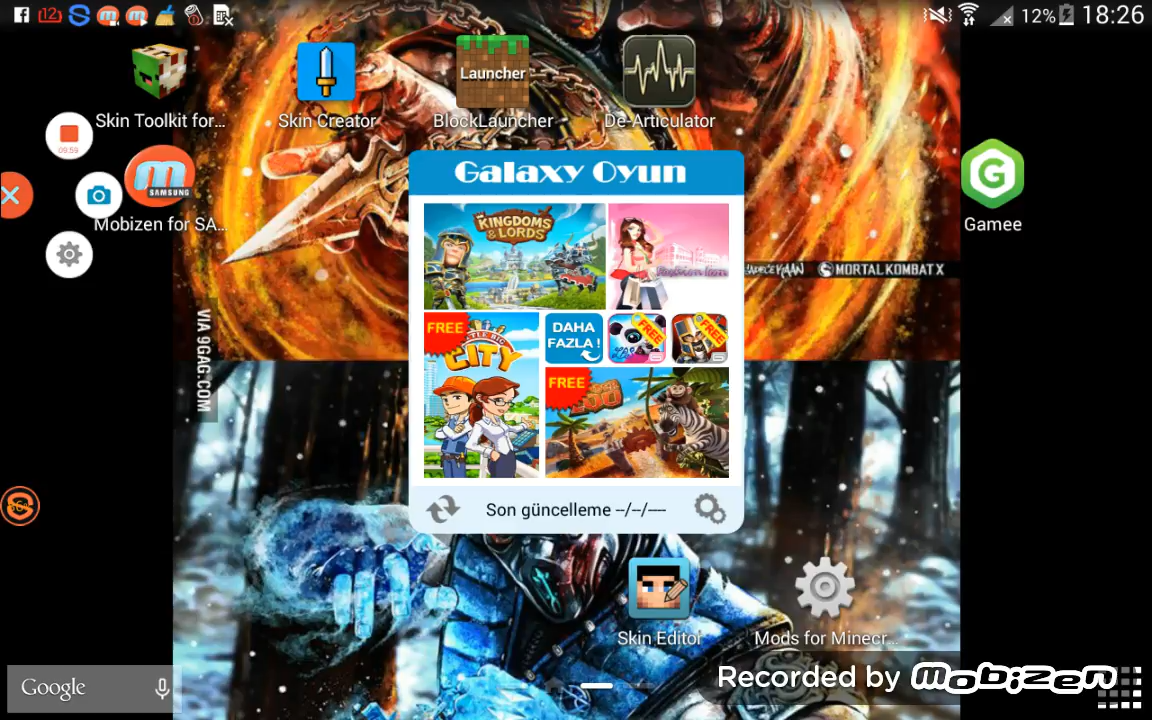 12%
18:26
Launcher
Skin Toolkit for...
Skin Creator
BlockLauncher
De-Articulator
09:59
SAMSUNG
Mobizen for SA...
Galaxy Oyun
KINGDOMS
& LORDS
Gamee
MORTAL KOMBAT X
VIA 9GAG.COM
FREE
CITY
DAHA
FAZLA !
FREE
FREE
FREE
ZOO
Son güncelleme --/--/----
Skin Editor
Mods for Minecr...
Google
Recorded by Mobizen